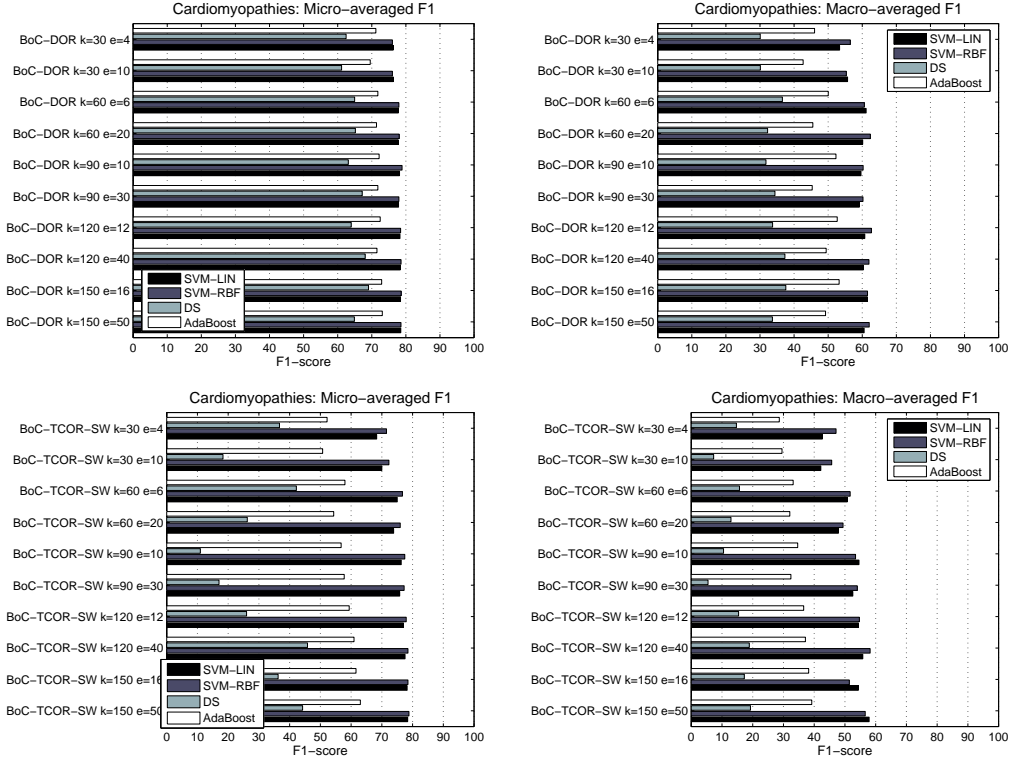 Cardiomyopathies: Micro−averaged F1
BoC−DOR k=30 e=4
BoC−DOR k=30 e=10
BoC−DOR k=60 e=6
BoC−DOR k=60 e=20
BoC−DOR k=90 e=10
BoC−DOR k=90 e=30
BoC−DOR k=120 e=12
BoC−DOR k=120 e=40
BoC−DOR k=150 e=16
BoC−DOR k=150 e=50
SVM−LIN
SVM−RBF
DS
AdaBoost
0 10 20 30 40 50 60 70 80 90 100
F1−score
Cardiomyopathies: Macro−averaged F1
BoC−DOR k=30 e=4
BoC−DOR k=30 e=10
BoC−DOR k=60 e=6
BoC−DOR k=60 e=20
BoC−DOR k=90 e=10
BoC−DOR k=90 e=30
BoC−DOR k=120 e=12
BoC−DOR k=120 e=40
BoC−DOR k=150 e=16
BoC−DOR k=150 e=50
SVM−LIN
SVM−RBF
DS
AdaBoost
0 10 20 30 40 50 60 70 80 90 100
F1−score
Cardiomyopathies: Micro−averaged F1
BoC−TCOR−SW k=30 e=4
BoC−TCOR−SW k=30 e=10
BoC−TCOR−SW k=60 e=6
BoC−TCOR−SW k=60 e=20
BoC−TCOR−SW k=90 e=10
BoC−TCOR−SW k=90 e=30
BoC−TCOR−SW k=120 e=12
BoC−TCOR−SW k=120 e=40
BoC−TCOR−SW k=150 e=16
BoC−TCOR−SW k=150 e=50
SVM−LIN
SVM−RBF
DS
AdaBoost
0 10 20 30 40 50 60 70 80 90 100
F1−score
Cardiomyopathies: Macro−averaged F1
BoC−TCOR−SW k=30 e=4
BoC−TCOR−SW k=30 e=10
BoC−TCOR−SW k=60 e=6
BoC−TCOR−SW k=60 e=20
BoC−TCOR−SW k=90 e=10
BoC−TCOR−SW k=90 e=30
BoC−TCOR−SW k=120 e=12
BoC−TCOR−SW k=120 e=40
BoC−TCOR−SW k=150 e=16
BoC−TCOR−SW k=150 e=50
SVM−LIN
SVM−RBF
DS
AdaBoost
0 10 20 30 40 50 60 70 80 90 100
F1−score